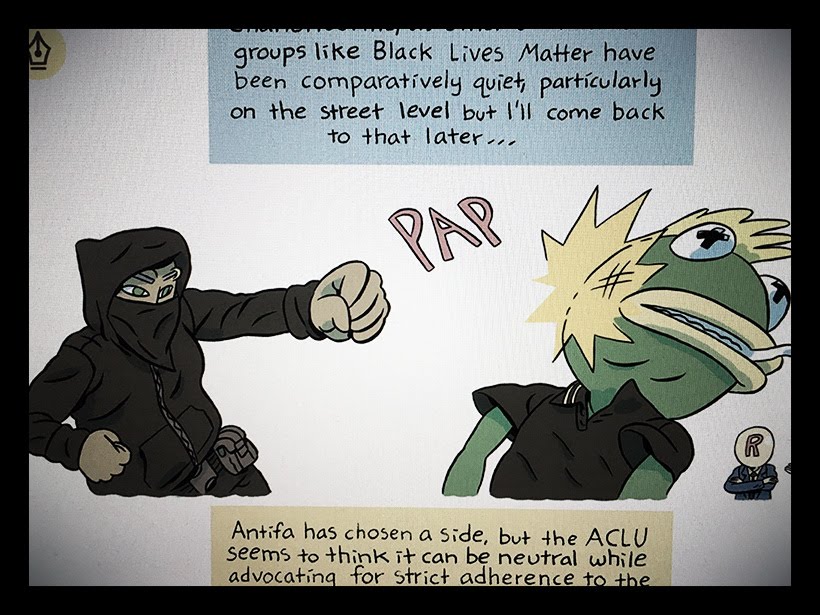 groups like Black Lives Matter have
been comparatively quiet, particularly
on the street level but I'll come back
to that later...
PAP
R
Antifa has chosen a side, but the ACLU
seems to think it can be neutral while
advocating for strict adherence to the